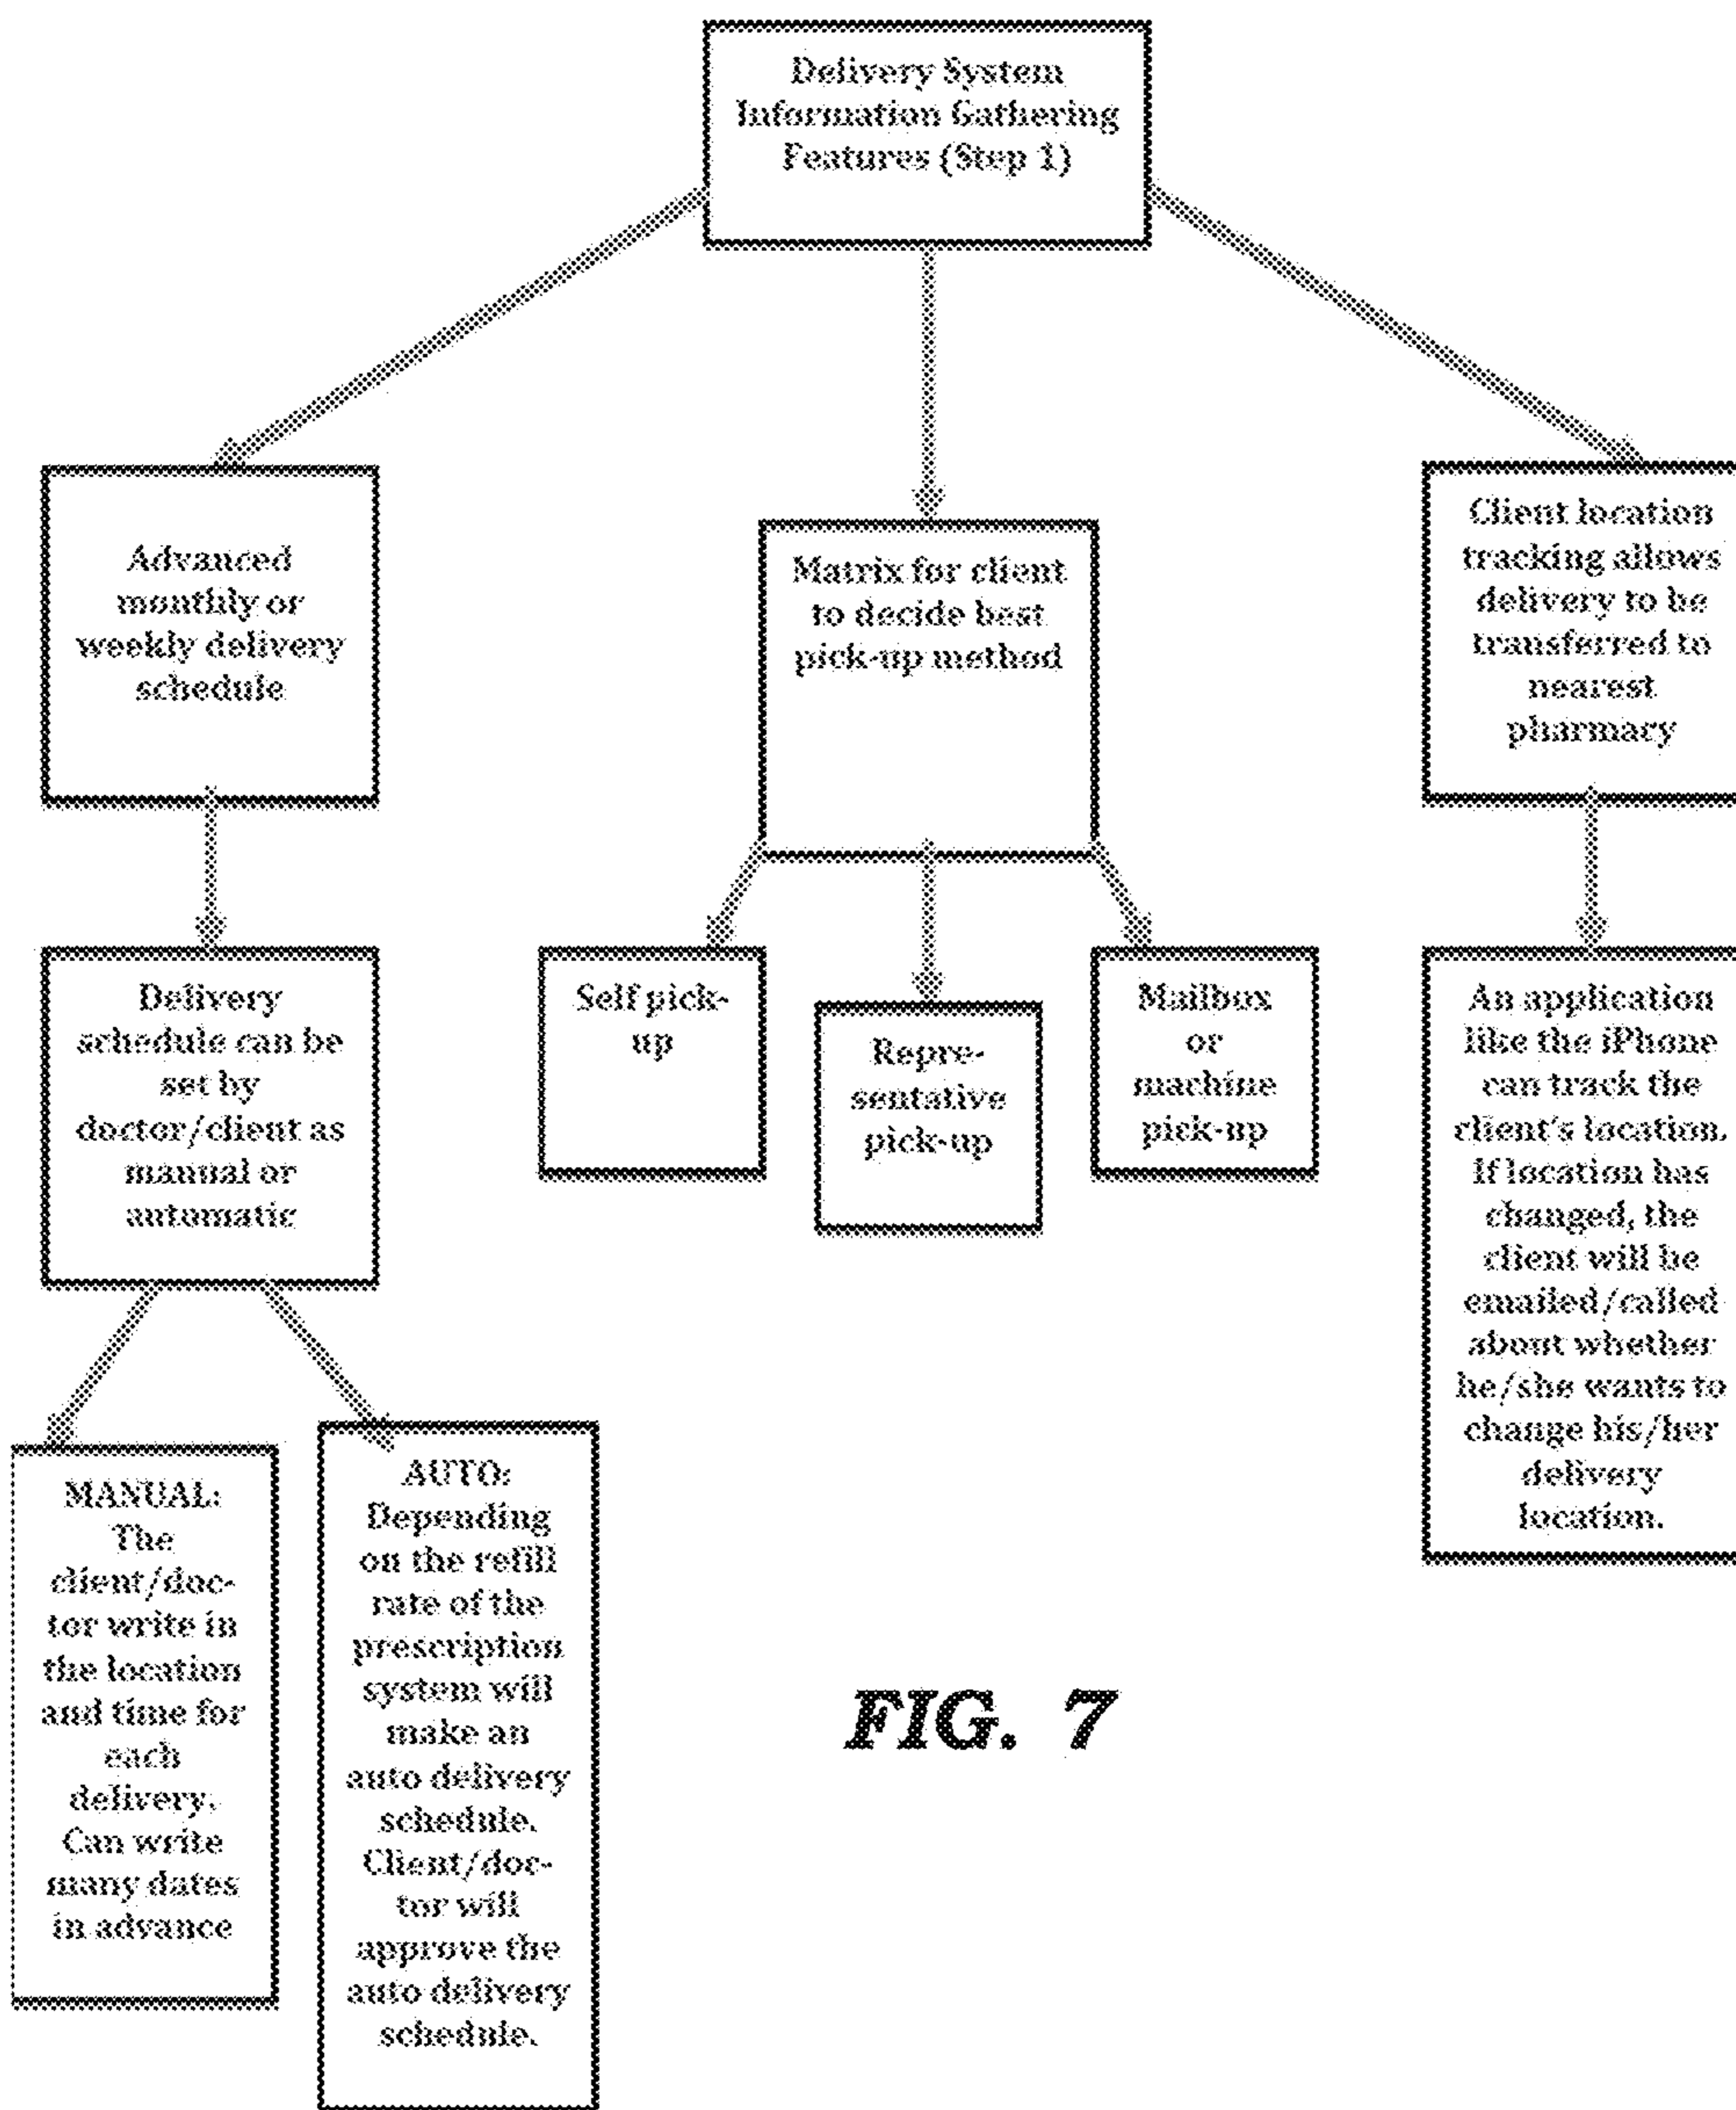 Delivery System
Information Gathering
Features (Step 1)
Advanced
monthly or
weekly delivery
schedule
Matrix for client
to decide best
pick-up method
Client location
tracking allows
delivery to be
transferred to
nearest
pharmacy
Delivery
schedule can be
set by
doctor/client as
manual or
automatic
Self pick-
up
Repre-
sentative
pick-up
Mailbox
or
machine
pick-up
An application
like the iPhone
can track the
client's location.
If location has
changed, the
client will be
emailed/called
about whether
he/she wants to
change his/her
delivery
location.
MANUAL:
The
client/doc-
tor write in
the location
and time for
each
delivery.
Can write
many dates
in advance
AUTO:
Depending
on the refill
rate of the
prescription
system will
make an
auto delivery
schedule.
Client/doc-
tor will
approve the
auto delivery
schedule.
FIG. 7